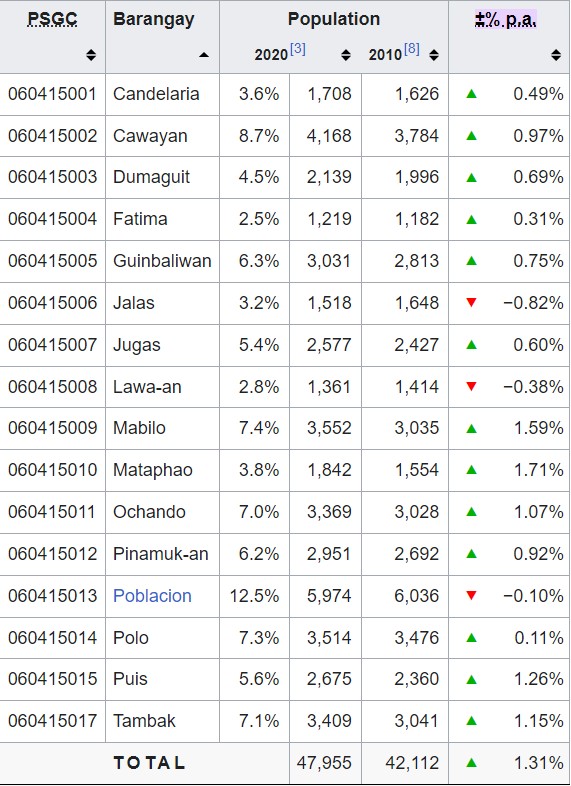 PSGC Barangay Population ±% p.a.
2020[3] 2010[8]
060415001 Candelaria 3.6% 1,708 1,626 ▲ 0.49%
060415002 Cawayan 8.7% 4,168 3,784 ▲ 0.97%
060415003 Dumaguit 4.5% 2,139 1,996 ▲ 0.69%
060415004 Fatima 2.5% 1,219 1,182 ▲ 0.31%
060415005 Guinbaliwan 6.3% 3,031 2,813 ▲ 0.75%
060415006 Jalas 3.2% 1,518 1,648 ▼ −0.82%
060415007 Jugas 5.4% 2,577 2,427 ▲ 0.60%
060415008 Lawa-an 2.8% 1,361 1,414 ▼ −0.38%
060415009 Mabilo 7.4% 3,552 3,035 ▲ 1.59%
060415010 Mataphao 3.8% 1,842 1,554 ▲ 1.71%
060415011 Ochando 7.0% 3,369 3,028 ▲ 1.07%
060415012 Pinamuk-an 6.2% 2,951 2,692 ▲ 0.92%
060415013 Poblacion 12.5% 5,974 6,036 ▼ −0.10%
060415014 Polo 7.3% 3,514 3,476 ▲ 0.11%
060415015 Puis 5.6% 2,675 2,360 ▲ 1.26%
060415017 Tambak 7.1% 3,409 3,041 ▲ 1.15%
TOTAL 47,955 42,112 ▲ 1.31%